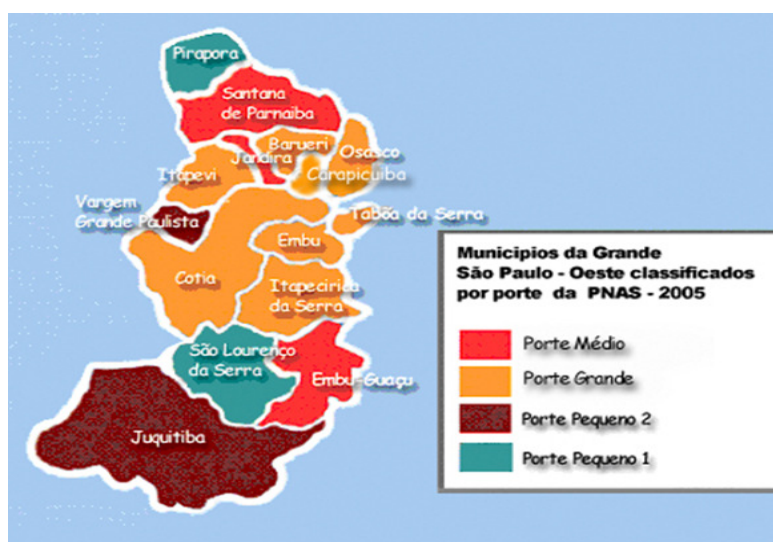 Pirapora
Santana
de Parnaiba
Barueri
Jandira
Osasco
Itapevi
Carapicuiba
Vargem
Grande Paulista
Taboa da Serra
Embu
Cotia
Itapecirica
da Serra
São Lourenço
da Serra
Embu-Guaçu
Juquitiba
Municipios da Grande
São Paulo - Oeste classificados
por porte da PNAS - 2005
Porte Médio
Porte Grande
Porte Pequeno 2
Porte Pequeno 1